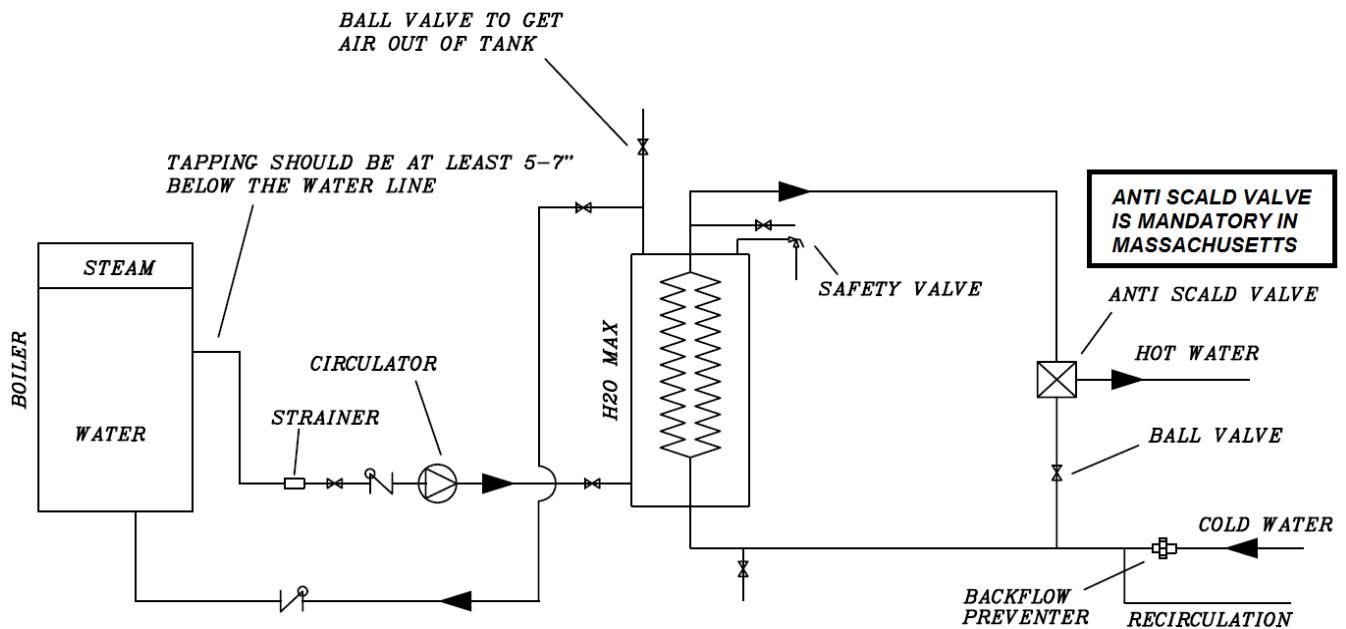 BALL VALVE TO GET
AIR OUT OF TANK
TAPPING SHOULD BE AT LEAST 5-7"
BELOW THE WATER LINE
ANTI SCALD VALVE
IS MANDATORY IN
MASSACHUSETTS
STEAM
SAFETY VALVE
ANTI SCALD VALVE
BOILER
CIRCULATOR
H2O MAX
HOT WATER
STRAINER
WATER
BALL VALVE
COLD WATER
BACKFLOW
PREVENTER
RECIRCULATION